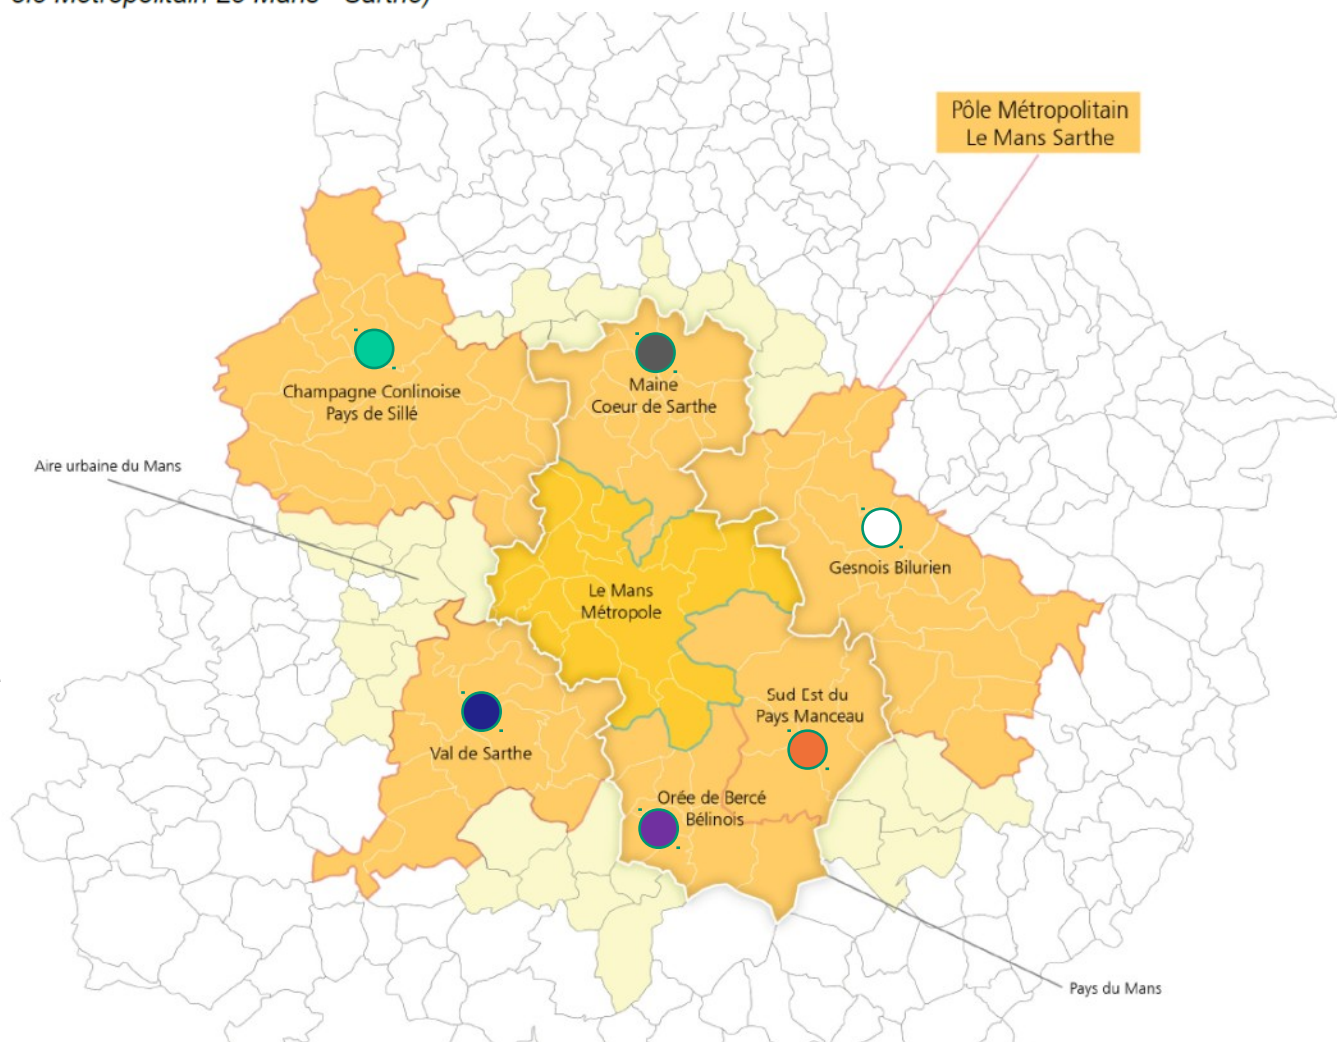 Pôle Métropolitain
Le Mans Sarthe
Champagne Conlinoise
Pays de Sillé
Maine
Coeur de Sarthe
Aire urbaine du Mans
Gesnois Bilurien
Le Mans
Métropole
Sud Est du
Pays Manceau
Val de Sarthe
Orée de Bercé
Bélinois
Pays du Mans